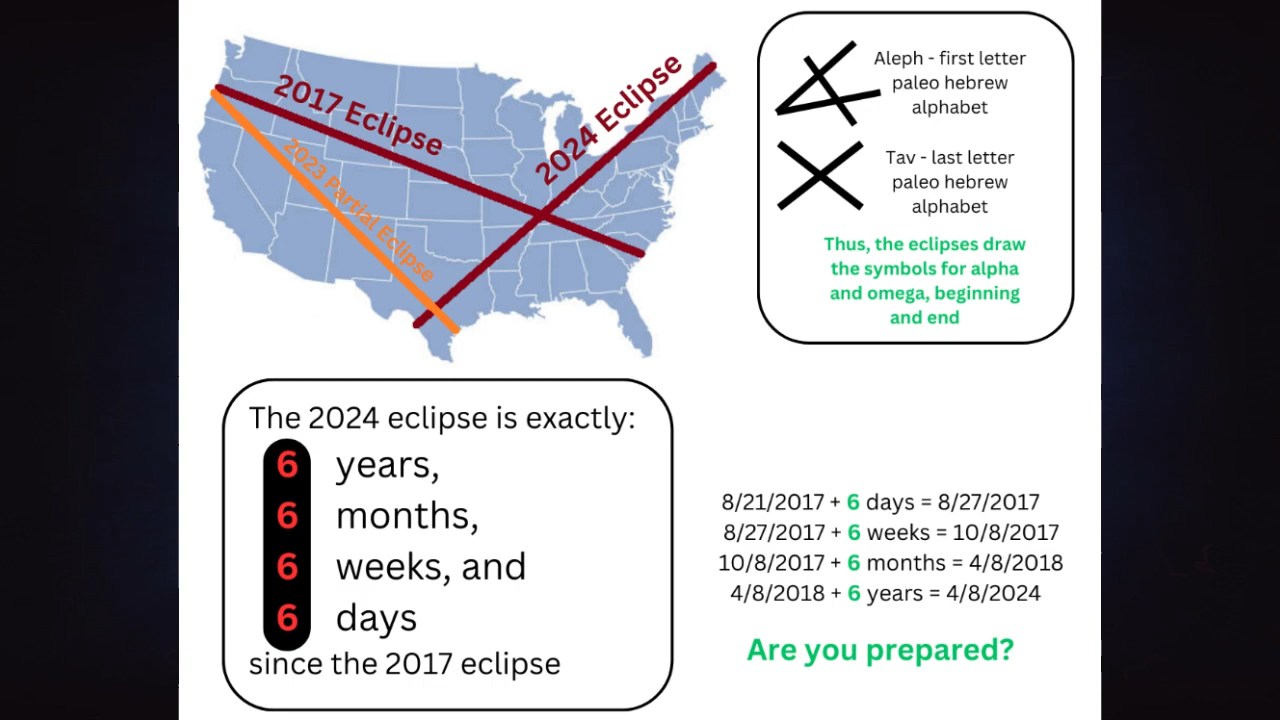 2017 Eclipse
2024 Eclipse
2023 Partial Eclipse
Aleph - first letter
paleo hebrew
alphabet
Tav - last letter
paleo hebrew
alphabet
Thus, the eclipses draw
the symbols for alpha
and omega, beginning
and end
The 2024 eclipse is exactly:
6 years,
6 months,
6 weeks, and
6 days
since the 2017 eclipse
8/21/2017 + 6 days = 8/27/2017
8/27/2017 + 6 weeks = 10/8/2017
10/8/2017 + 6 months = 4/8/2018
4/8/2018 + 6 years = 4/8/2024
Are you prepared?